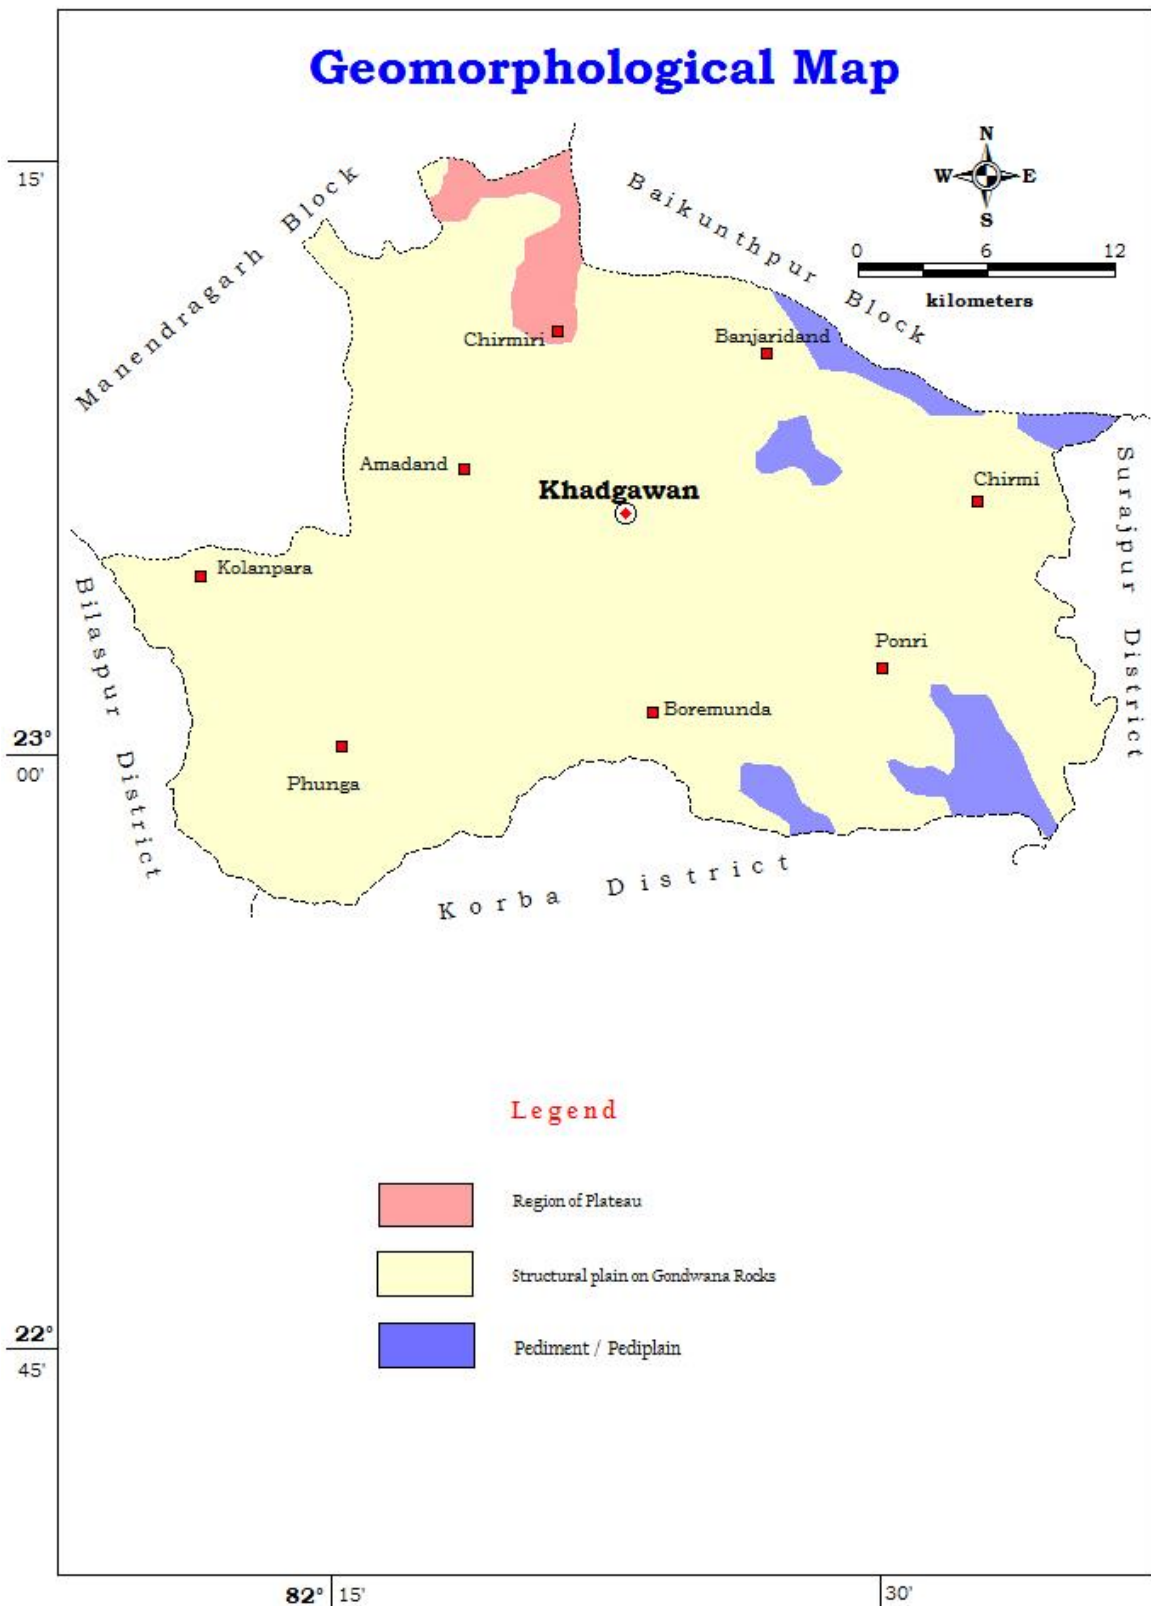 Geomorphological Map
N
W E
S
15'
Manendragarh Block
Baikunthpur Block
0 6 12
kilometers
Chirmiri
Banjaridand
Amadand
Khadgawan
Chirmi
Surajpur District
Kolanpara
Bilaspur District
Ponri
Boremunda
23°
00'
Phunga
Korba District
Legend
Region of Plateau
Structural plain on Gondwana Rocks
Pediment / Pediplain
22°
45'
82° 15' 30'